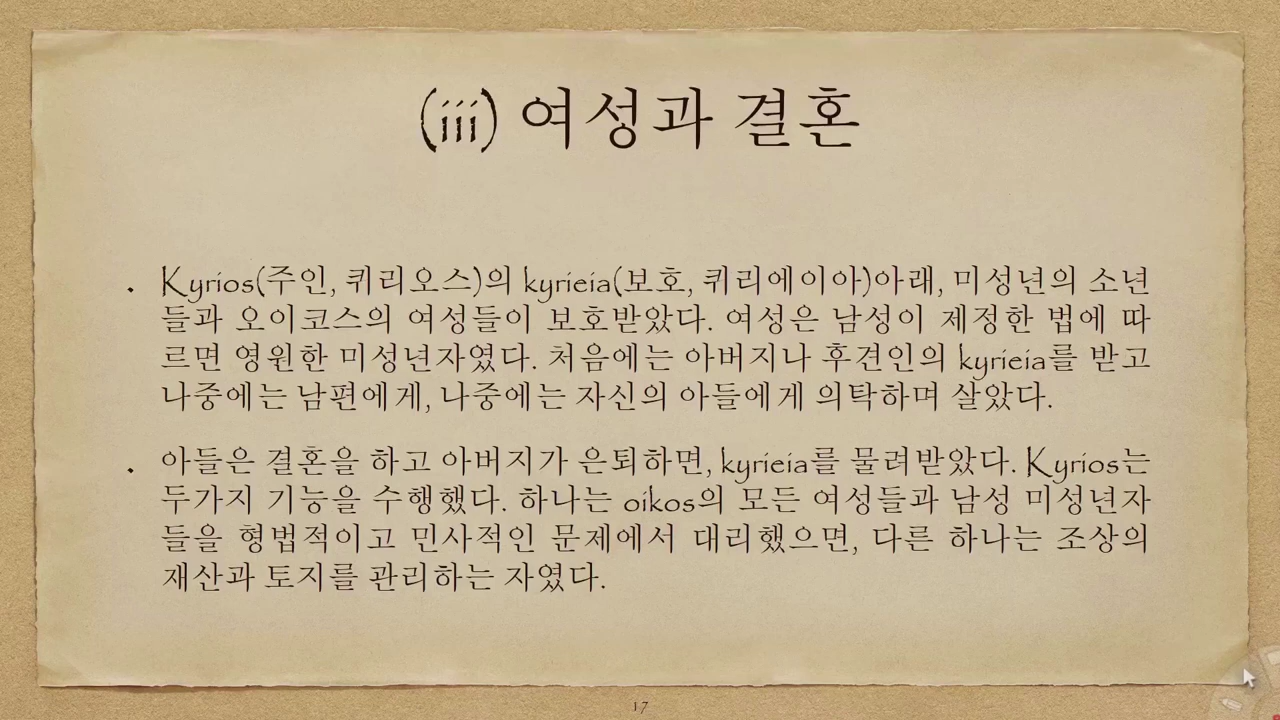 (iii) 여성과 결혼
• Kyrios(주인, 퀴리오스)의 kyrieia(보호, 퀴리에이아)아래, 미성년의 소년
들과 오이코스의 여성들이 보호받았다. 여성은 남성이 제정한 법에 따
르면 영원한 미성년자였다. 처음에는 아버지나 후견인의 kyrieia를 받고
나중에는 남편에게, 나중에는 자신의 아들에게 의탁하며 살았다.
• 아들은 결혼을 하고 아버지가 은퇴하면, kyrieia를 물려받았다. Kyrios는
두가지 기능을 수행했다. 하나는 oikos의 모든 여성들과 남성 미성년자
들을 형법적이고 민사적인 문제에서 대리했으면, 다른 하나는 조상의
재산과 토지를 관리하는 자였다.
17